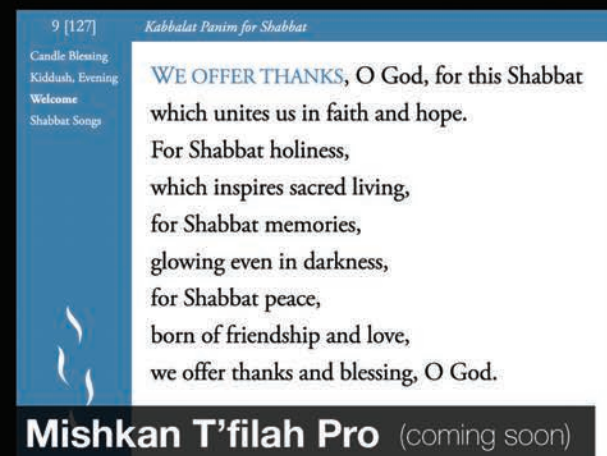 9 [127]
Kabbalat Panim for Shabbat
Candle Blessing
Kiddush, Evening
Welcome
Shabbat Songs
WE OFFER THANKS, O God, for this Shabbat
which unites us in faith and hope.
For Shabbat holiness,
which inspires sacred living,
for Shabbat memories,
glowing even in darkness,
for Shabbat peace,
born of friendship and love,
we offer thanks and blessing, O God.
Mishkan T'filah Pro (coming soon)